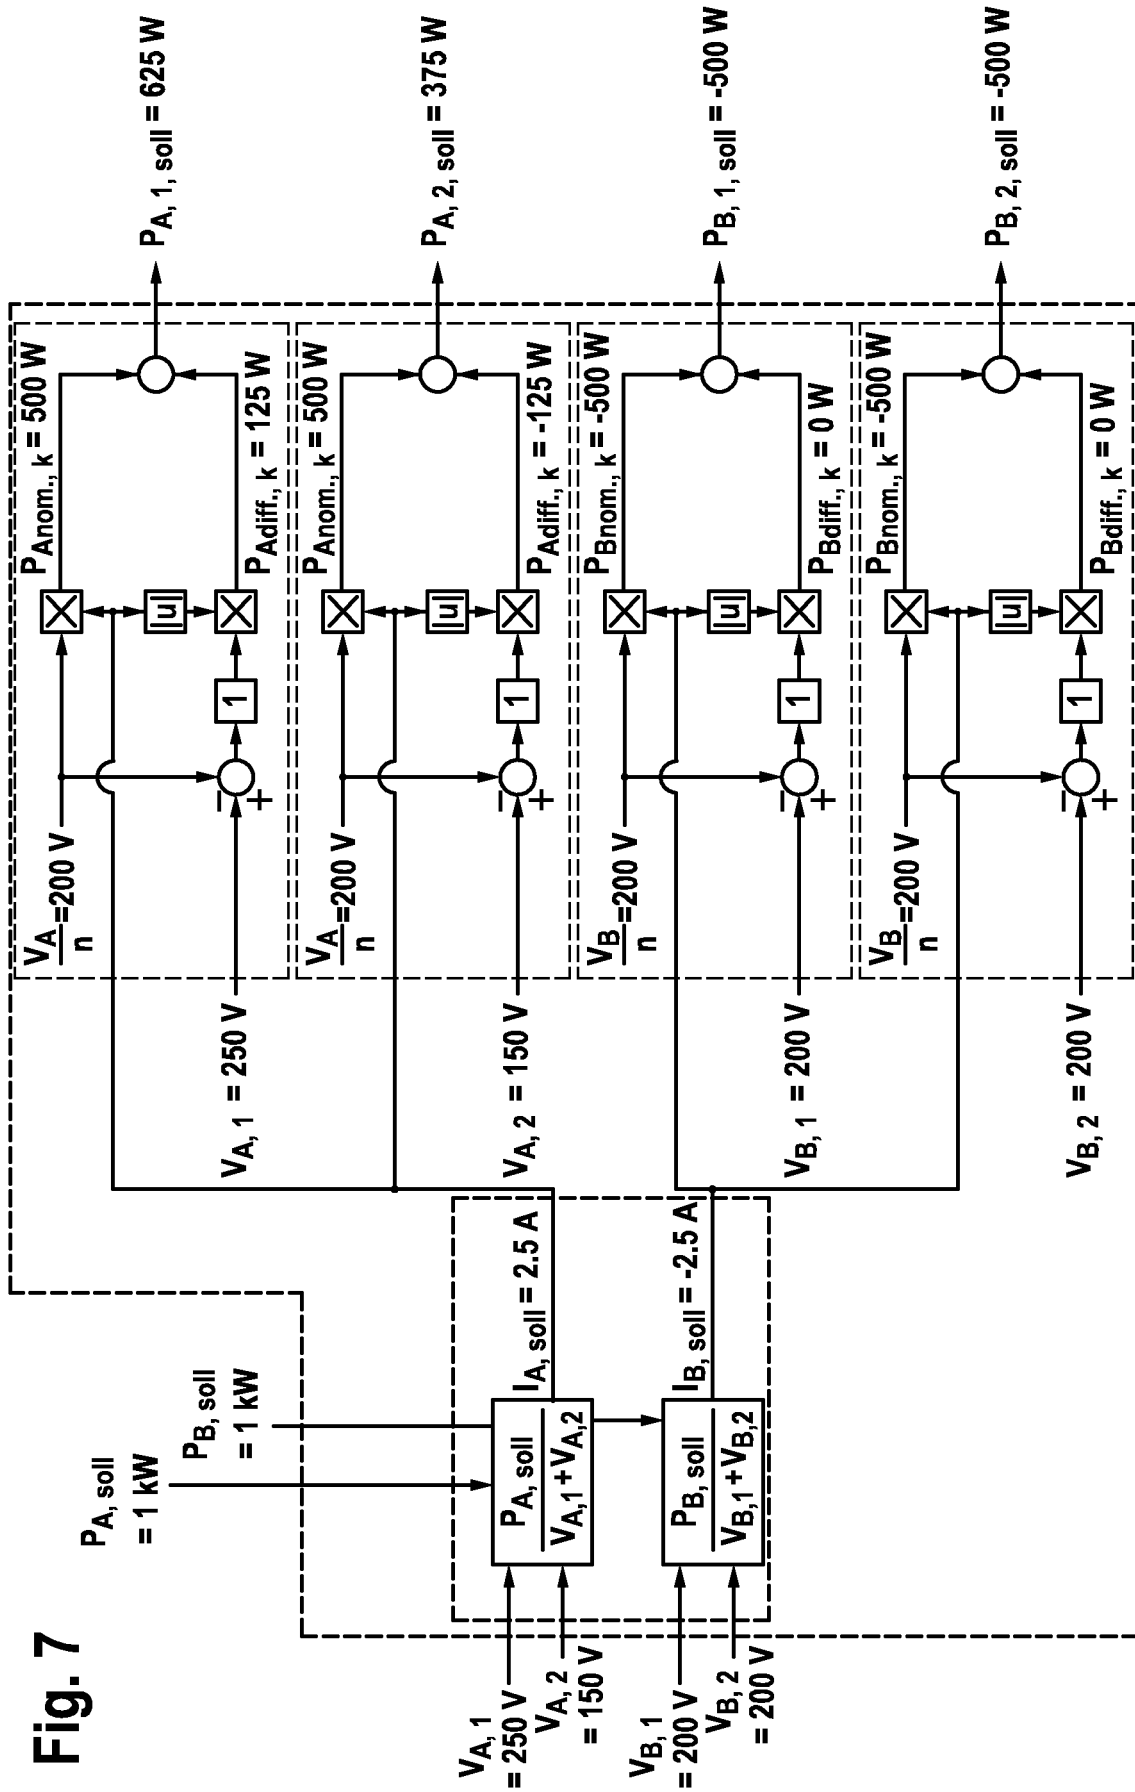 Fig. 7
P_A, soll
= 1 kW
P_B, soll
= 1 kW
V_A, 1
= 250 V
V_A, 2
= 150 V
V_B, 1
= 200 V
V_B, 2
= 200 V
P_A, soll
V_A,1 + V_A,2
I_A, soll = 2.5 A
P_B, soll
V_B,1 + V_B,2
I_B, soll = -2.5 A
V_A
n
=200 V
V_A, 1 = 250 V
− +
1
|u|
P_Anom., k = 500 W
P_Adiff., k = 125 W
P_A, 1, soll = 625 W
V_A
n
=200 V
V_A, 2 = 150 V
− +
1
|u|
P_Anom., k = 500 W
P_Adiff., k = -125 W
P_A, 2, soll = 375 W
V_B
n
=200 V
V_B, 1 = 200 V
− +
1
|u|
P_Bnom., k = -500 W
P_Bdiff., k = 0 W
P_B, 1, soll = -500 W
V_B
n
=200 V
V_B, 2 = 200 V
− +
1
|u|
P_Bnom., k = -500 W
P_Bdiff., k = 0 W
P_B, 2, soll = -500 W